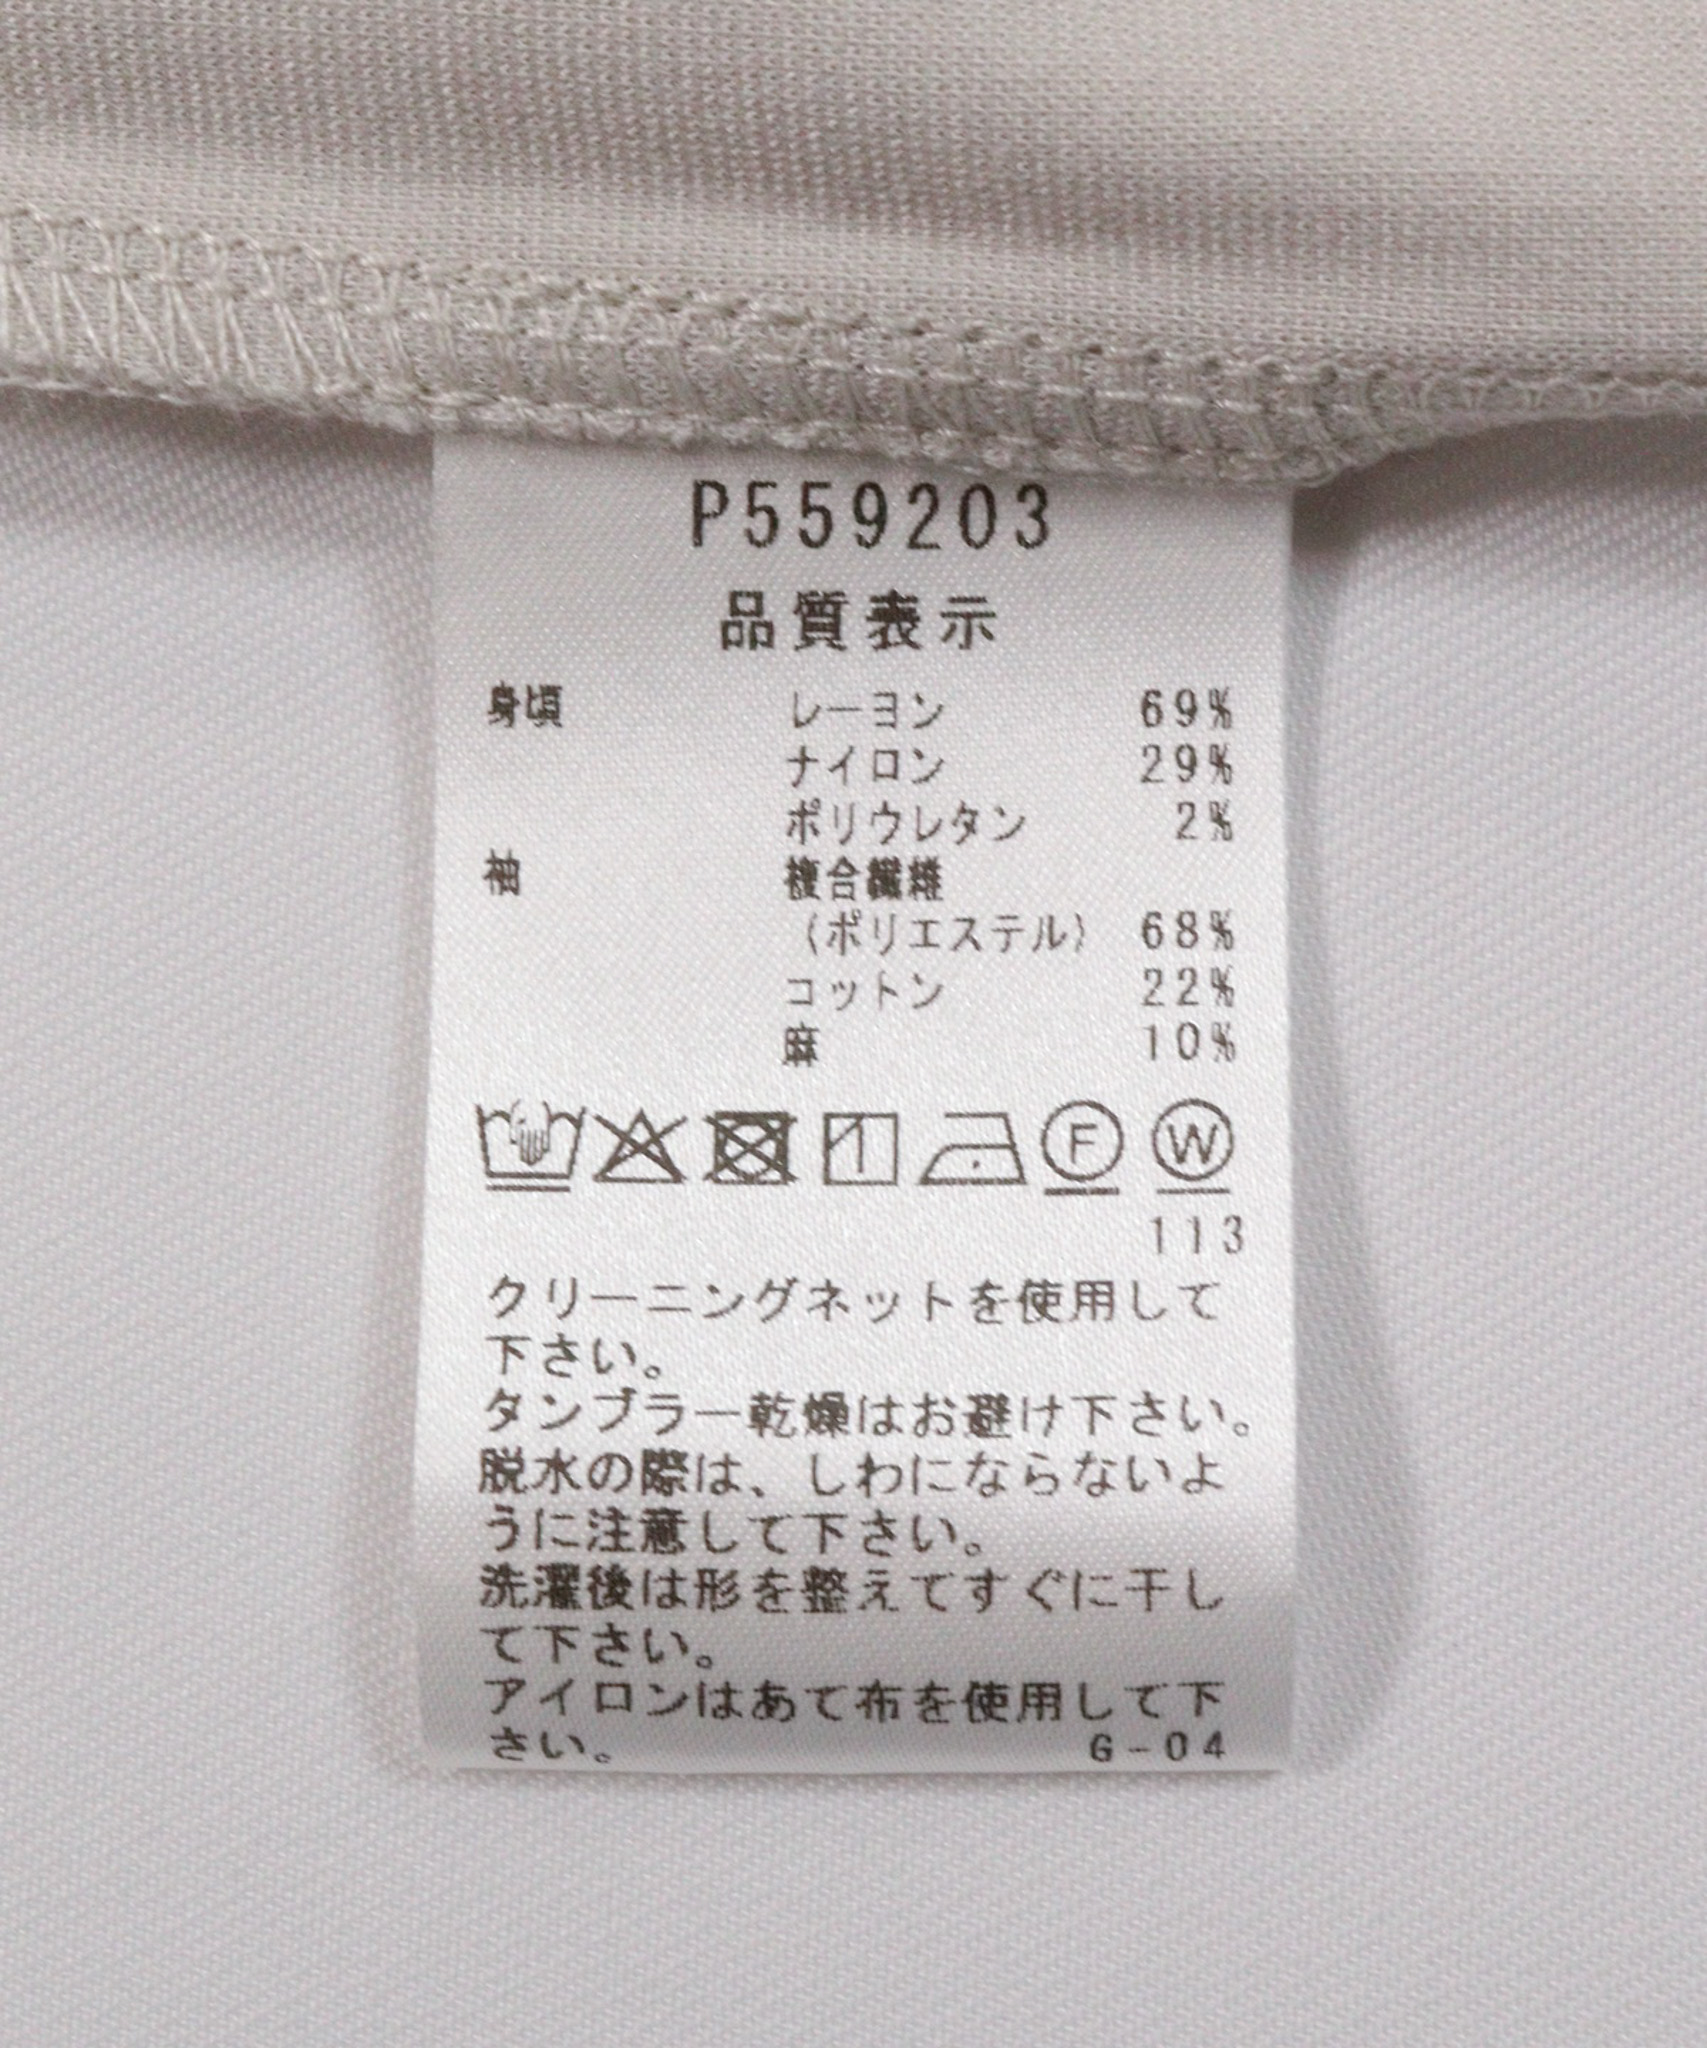 P559203
品質表示
身頃 レーヨン 69%
ナイロン 29%
ポリウレタン 2%
袖 複合繊維
(ポリエステル) 68%
コットン 22%
麻 10%
1 F W
113
クリーニングネットを使用して
下さい。
タンブラー乾燥はお避け下さい。
脱水の際は、しわにならないよ
うに注意して下さい。
洗濯後は形を整えてすぐに干し
て下さい。
アイロンはあて布を使用して下
さい。 G-04